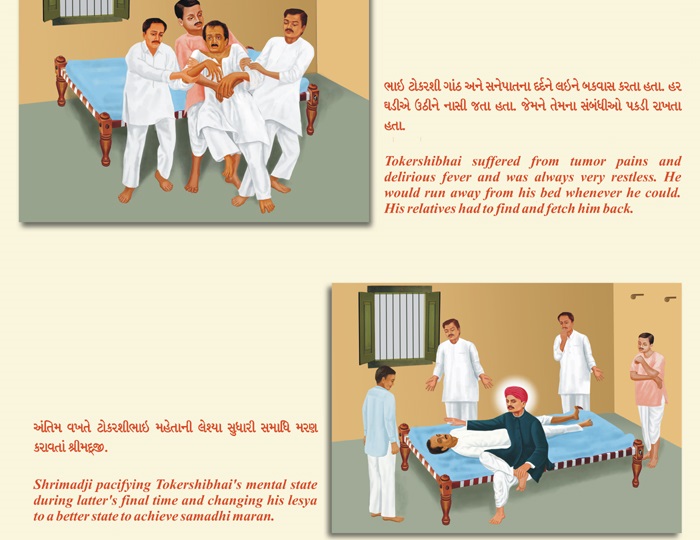 ભાઇ ટોકરશી ગાંઠ અને સનેપાતના દર્દને લઇને બકવાસ કરતા હતા. હર
ઘડીએ ઉઠીને નાસી જતા હતા. જેમને તેમના સંબંધીઓ પકડી રાખતા
હતા.
Tokershibhai suffered from tumor pains and
delirious fever and was always very restless. He
would run away from his bed whenever he could.
His relatives had to find and fetch him back.
અંતિમ વખતે ટોકરશીભાઇ મહેતાની લેશ્યા સુધારી સમાધિ મરણ
કરાવતાં શ્રીમદ્જી.
Shrimadji pacifying Tokershibhai's mental state
during latter's final time and changing his lesya
to a better state to achieve samadhi maran.